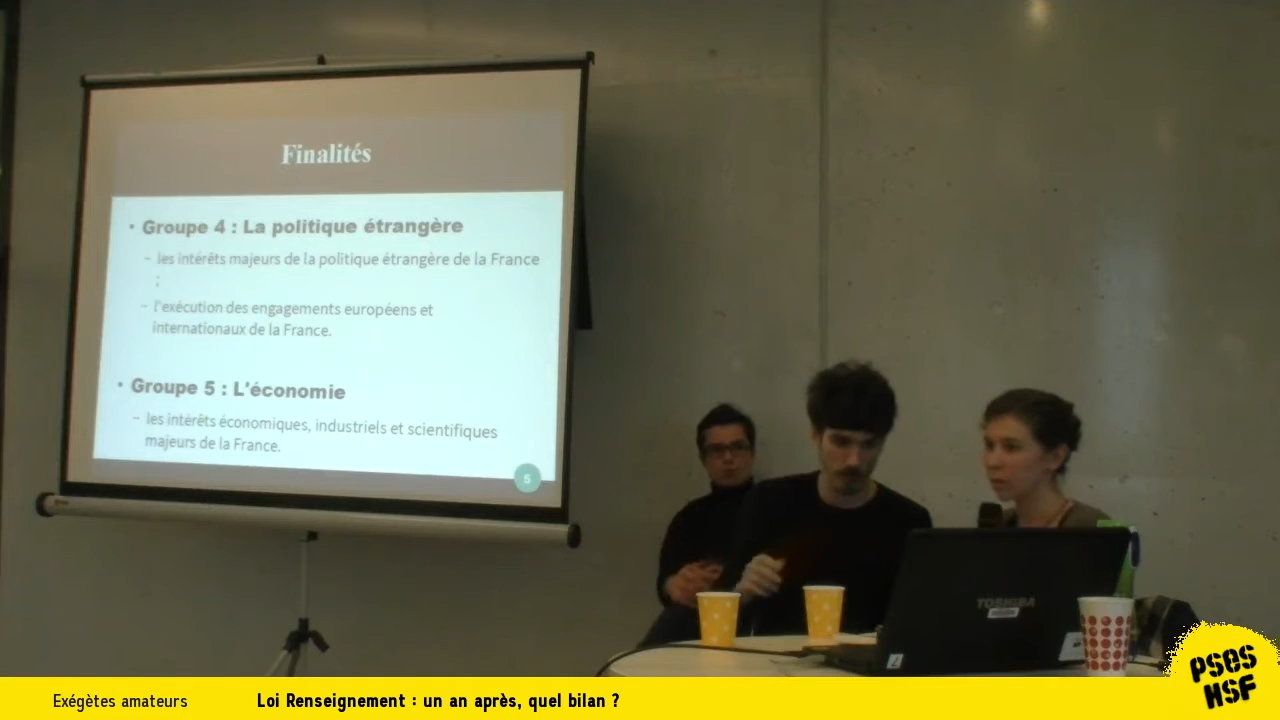 Finalités
• Groupe 4 : La politique étrangère
– les intérêts majeurs de la politique étrangère de la France
;
– l'exécution des engagements européens et
internationaux de la France.
• Groupe 5 : L'économie
– les intérêts économiques, industriels et scientifiques
majeurs de la France.
5
TOSHIBA
7
PSES
HSF
Exégètes amateurs
Loi Renseignement : un an après, quel bilan ?